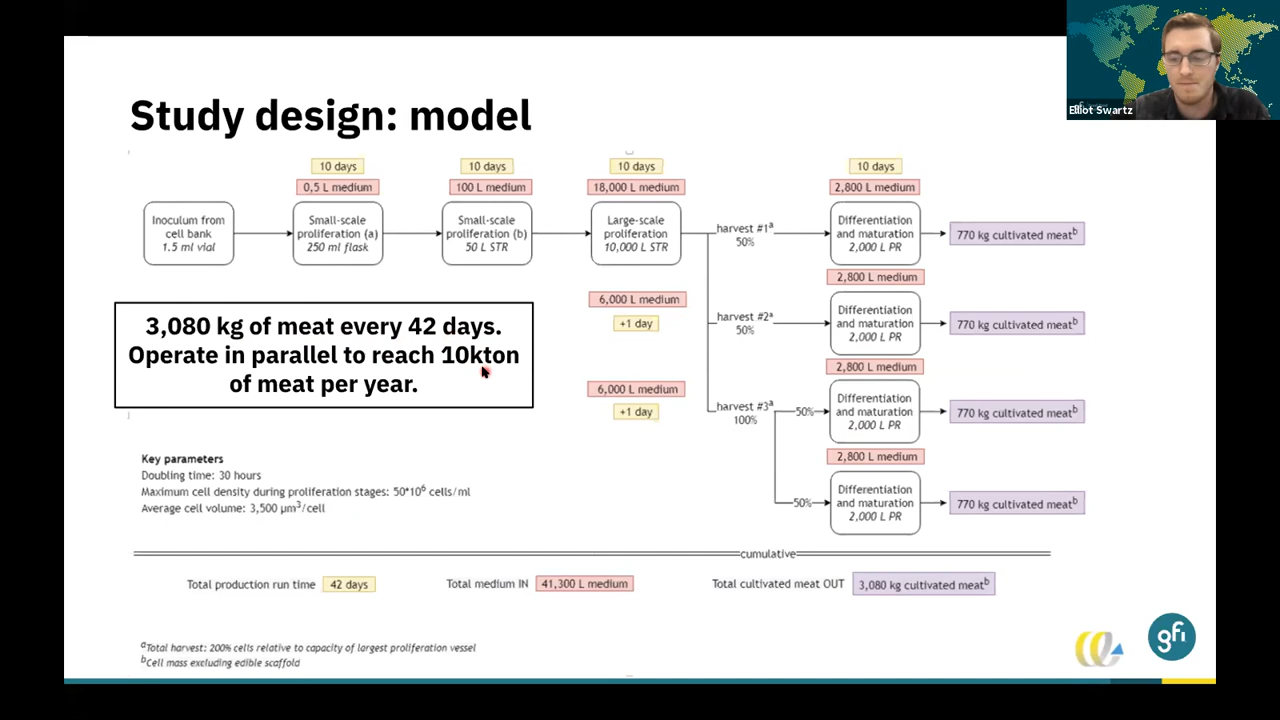 Elliot Swartz
Study design: model
10 days
10 days
10 days
10 days
0,5 L medium
100 L medium
18,000 L medium
2,800 L medium
Inoculum from
cell bank
1.5 ml vial
Small-scale
proliferation (a)
250 ml flask
Small-scale
proliferation (b)
50 L STR
Large-scale
proliferation
10,000 L STR
harvest #1a
50%
Differentiation
and maturation
2,000 L PR
770 kg cultivated meatb
2,800 L medium
6,000 L medium
+1 day
harvest #2a
50%
Differentiation
and maturation
2,000 L PR
770 kg cultivated meatb
3,080 kg of meat every 42 days.
Operate in parallel to reach 10kton
of meat per year.
2,800 L medium
6,000 L medium
+1 day
harvest #3a
100%
50%
Differentiation
and maturation
2,000 L PR
770 kg cultivated meatb
2,800 L medium
50%
Differentiation
and maturation
2,000 L PR
770 kg cultivated meatb
Key parameters
Doubling time: 30 hours
Maximum cell density during proliferation stages: 50*10⁶ cells/ml
Average cell volume: 3,500 µm³/cell
cumulative
Total production run time 42 days
Total medium IN 41,300 L medium
Total cultivated meat OUT 3,080 kg cultivated meatb
aTotal harvest: 200% cells relative to capacity of largest proliferation vessel
bCell mass excluding edible scaffold
gfi